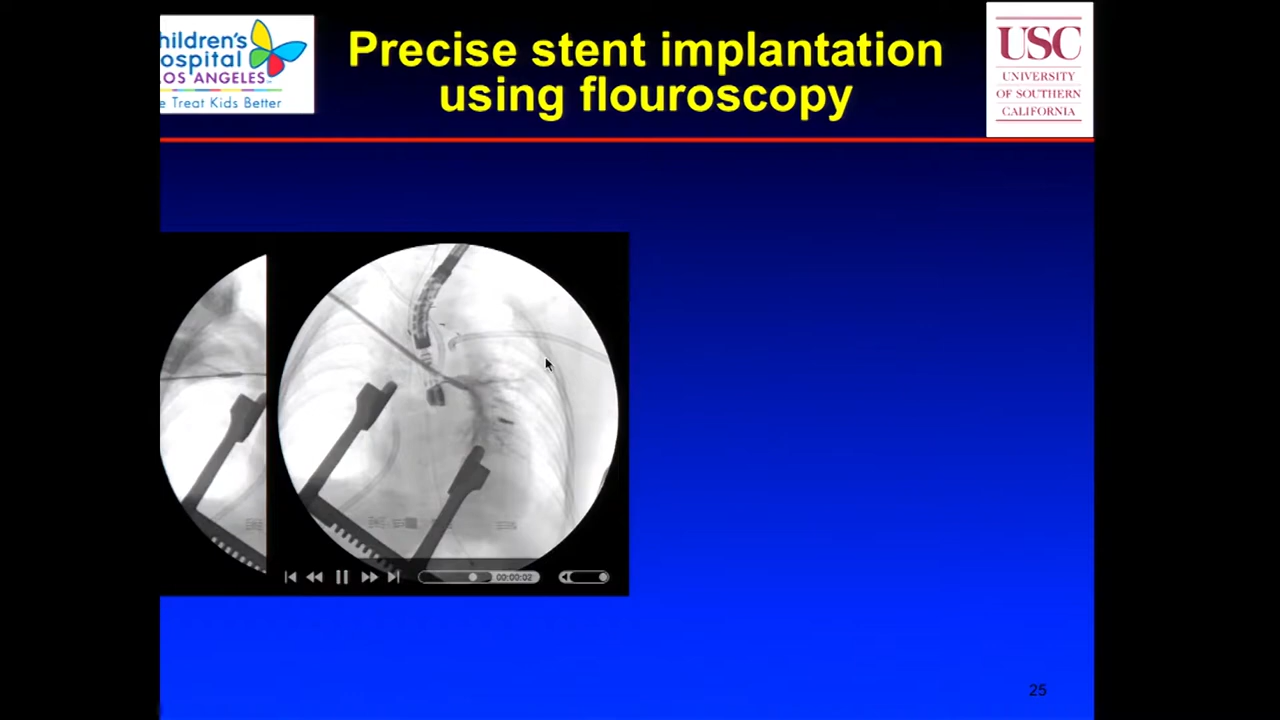 hildren's
ospital
LOS ANGELES
e Treat Kids Better
Precise stent implantation
using flouroscopy
USC
UNIVERSITY
OF SOUTHERN
CALIFORNIA
00:00:02
25